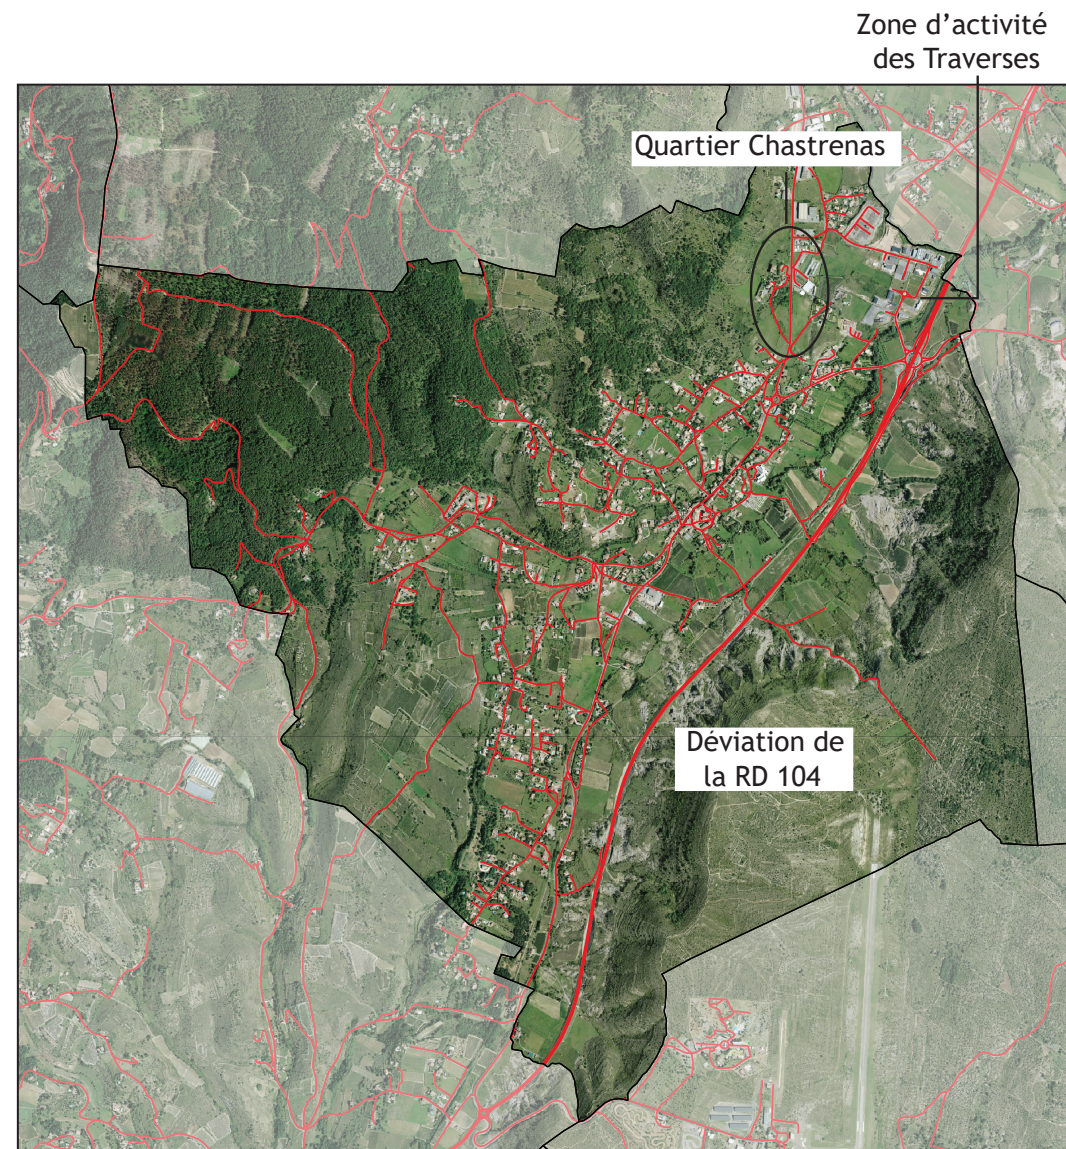 Zone d’activité
des Traverses
Quartier Chastrenas
Déviation de
la RD 104